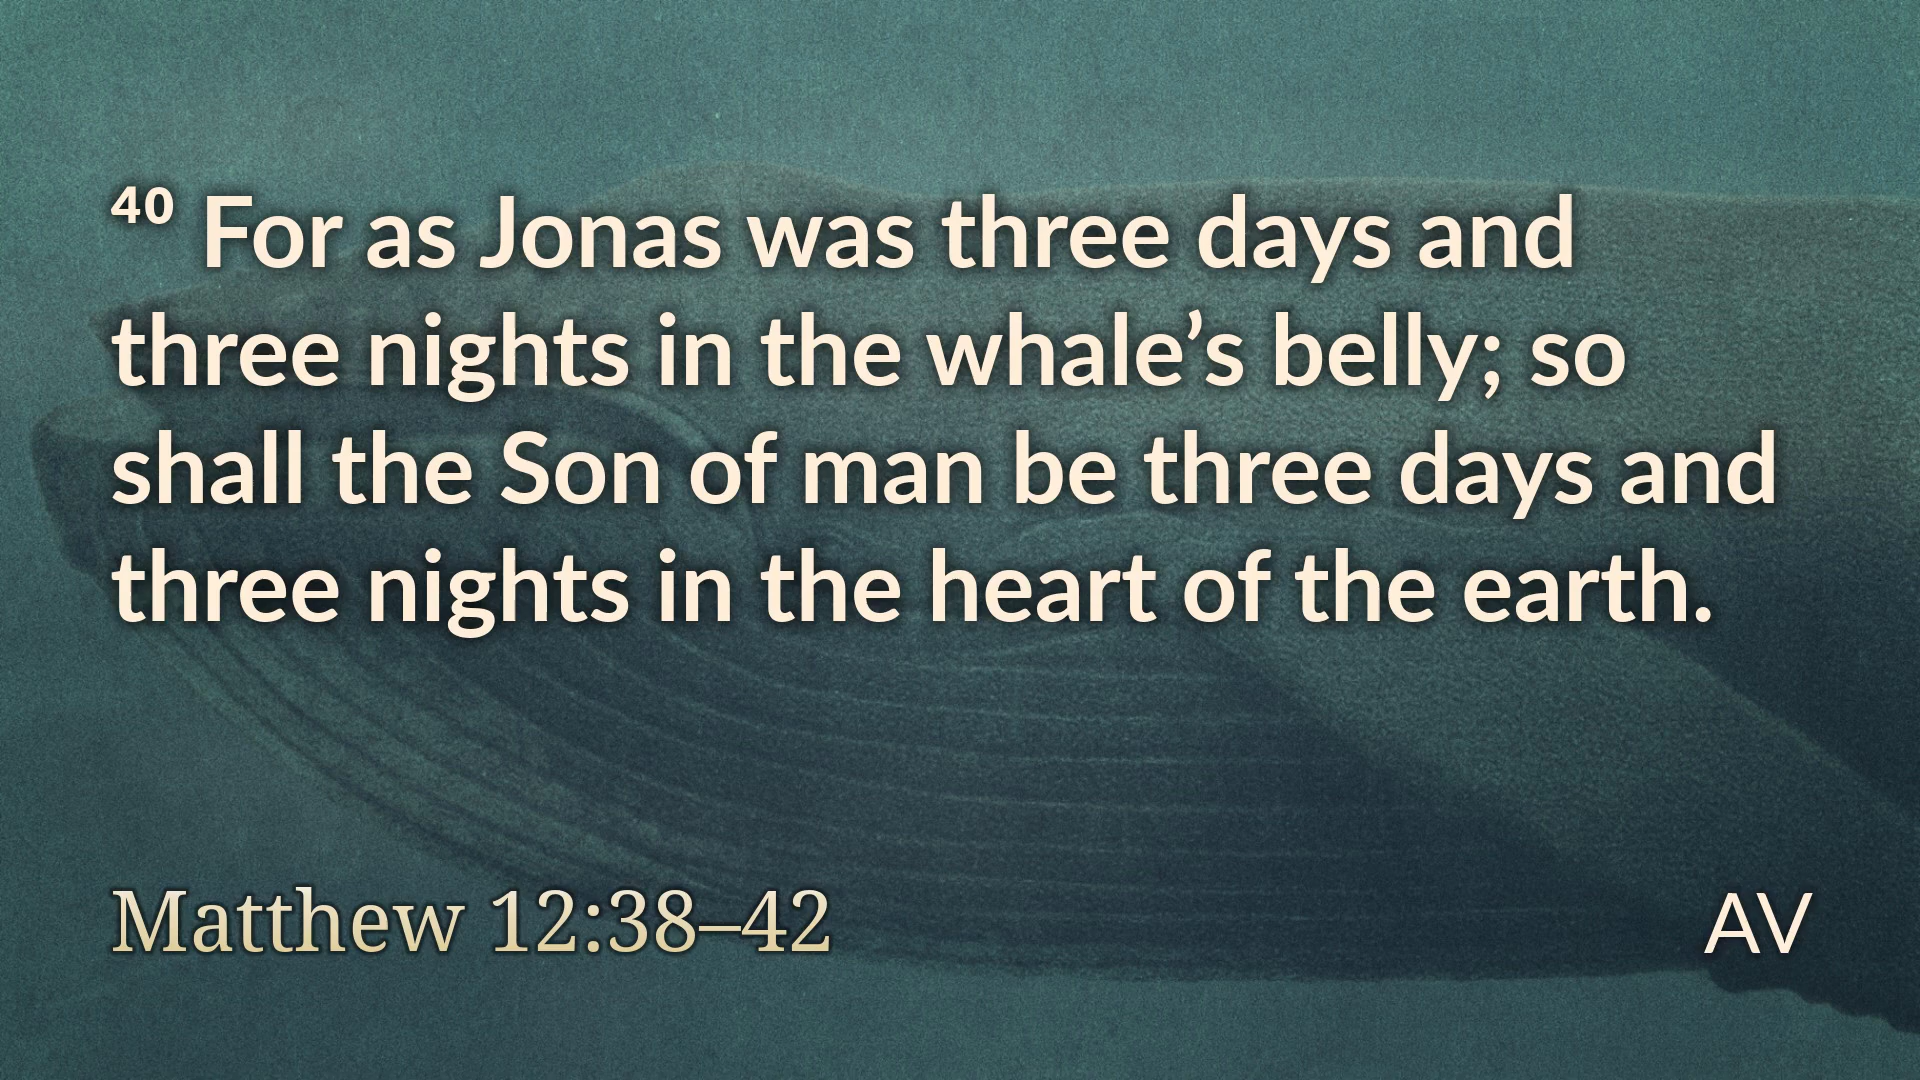 ⁴⁰ For as Jonas was three days and
three nights in the whale’s belly; so
shall the Son of man be three days and
three nights in the heart of the earth.
Matthew 12:38–42
AV